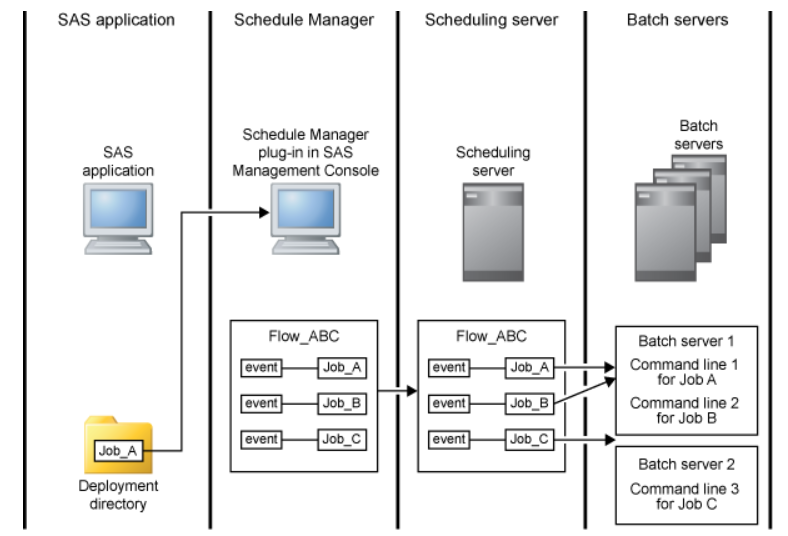 SAS application
Schedule Manager
Scheduling server
Batch servers
SAS
application
Schedule Manager
plug-in in SAS
Management Console
Scheduling
server
Batch
servers
Job_A
Deployment
directory
Flow_ABC
event
Job_A
event
Job_B
event
Job_C
Flow_ABC
event
Job_A
event
Job_B
event
Job_C
Batch server 1
Command line 1
for Job A
Command line 2
for Job B
Batch server 2
Command line 3
for Job C